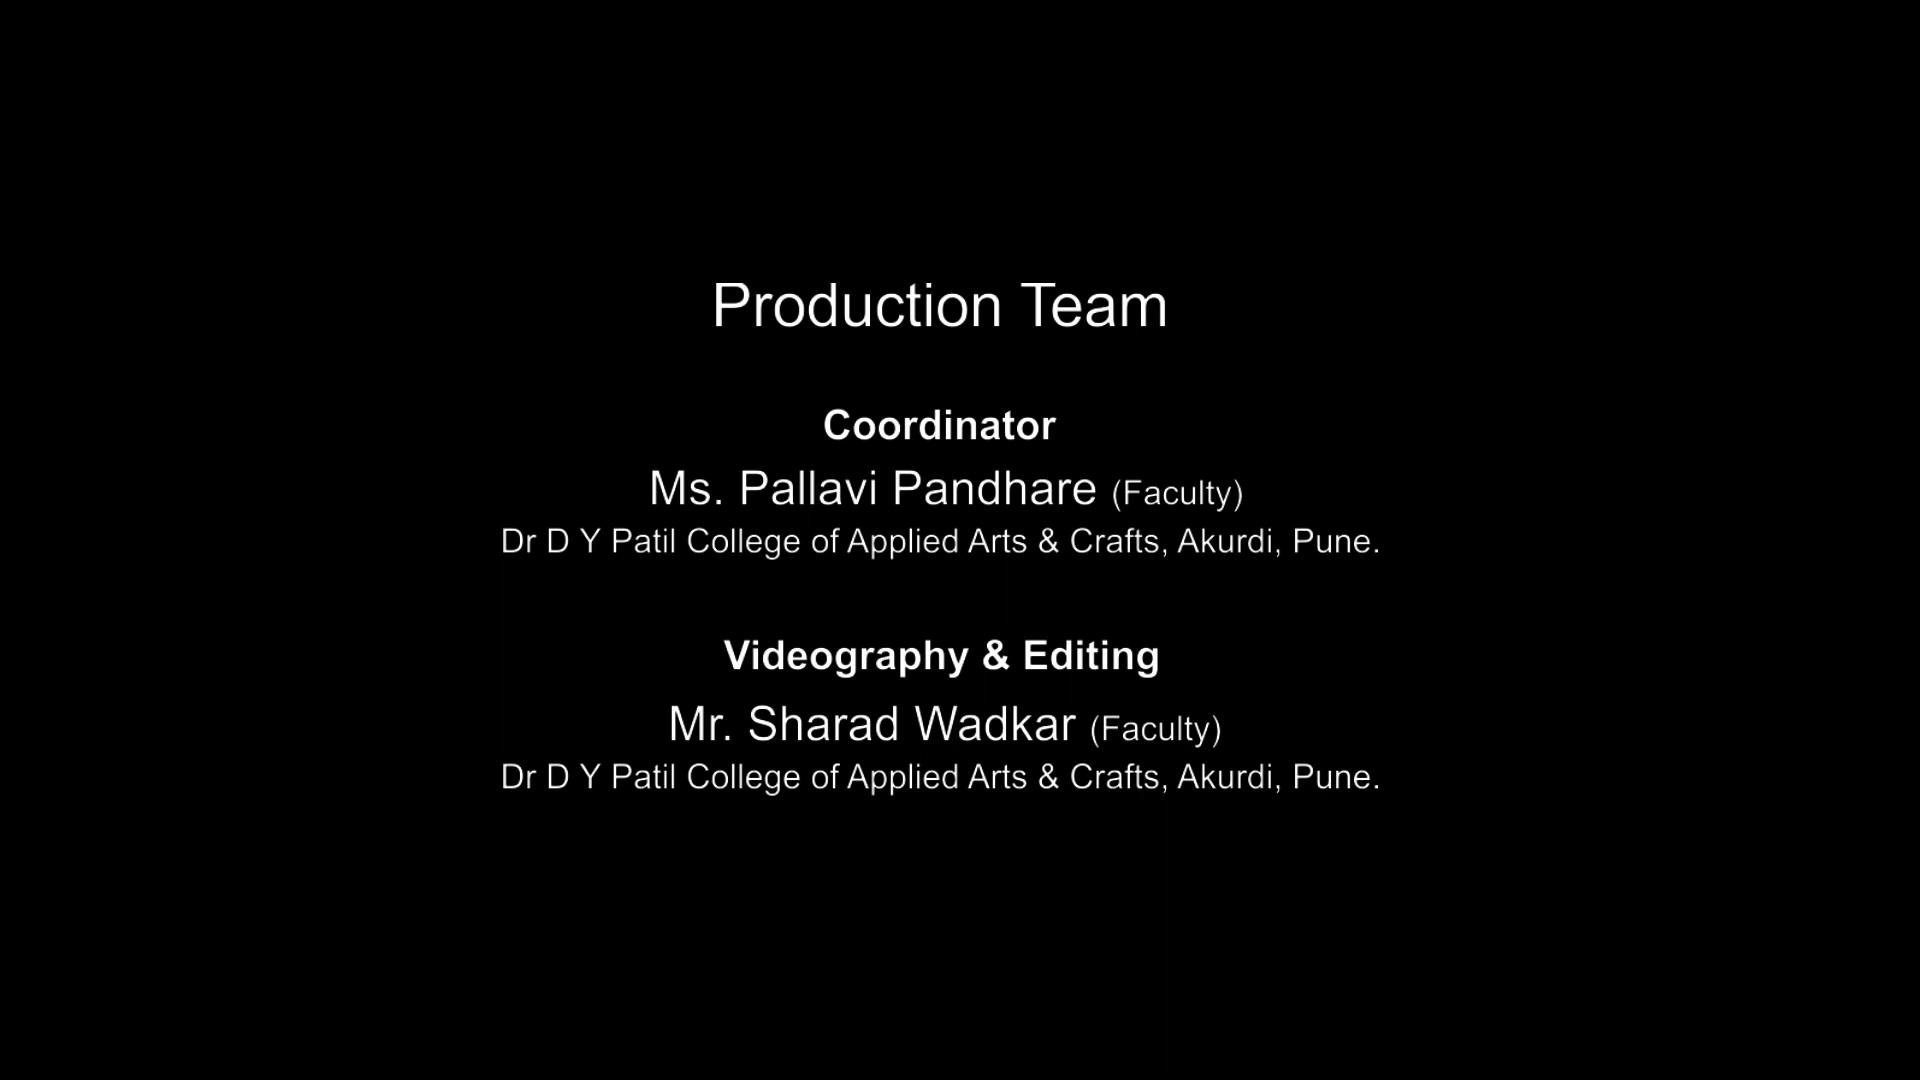 Production Team
Coordinator
Ms. Pallavi Pandhare (Faculty)
Dr D Y Patil College of Applied Arts & Crafts, Akurdi, Pune.
Videography & Editing
Mr. Sharad Wadkar (Faculty)
Dr D Y Patil College of Applied Arts & Crafts, Akurdi, Pune.